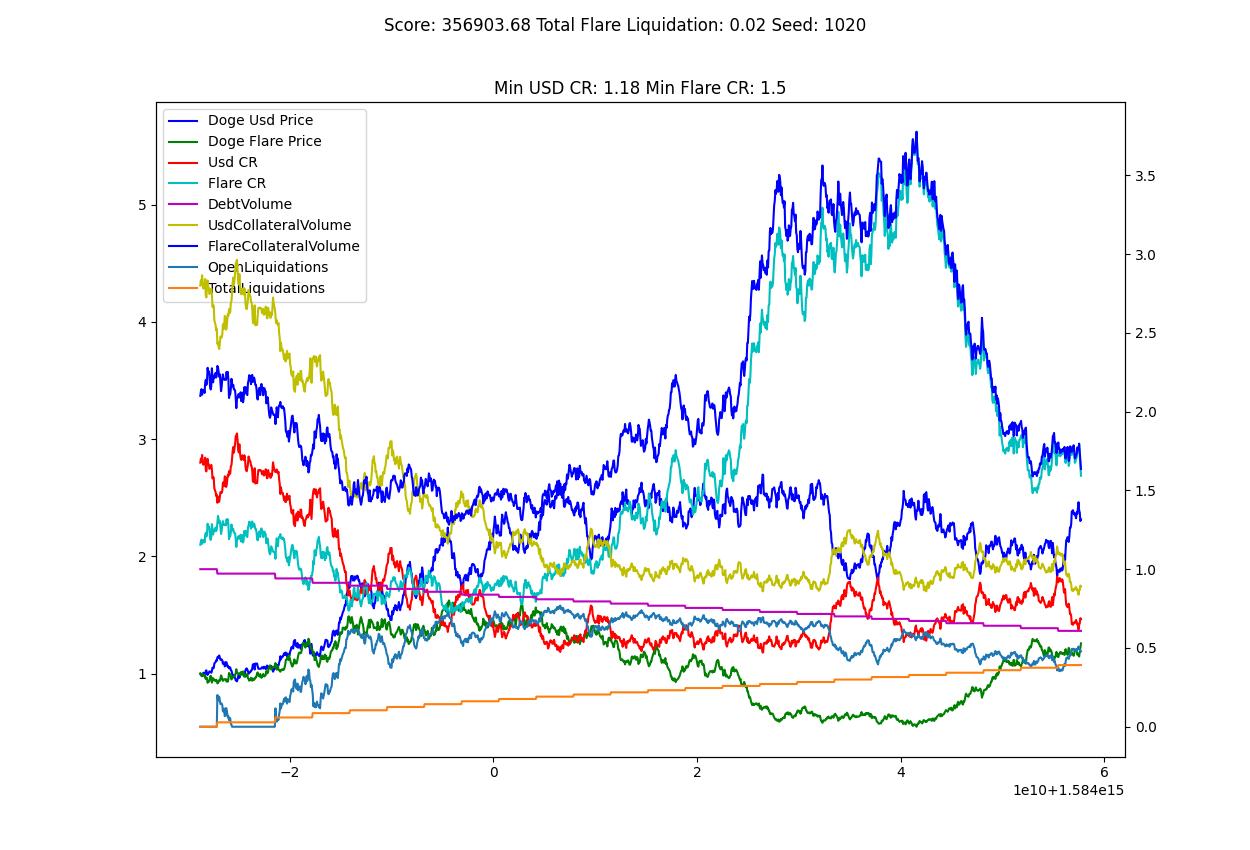 Score: 356903.68 Total Flare Liquidation: 0.02 Seed: 1020
Min USD CR: 1.18 Min Flare CR: 1.5
Doge Usd Price
Doge Flare Price
Usd CR
Flare CR
DebtVolume
UsdCollateralVolume
FlareCollateralVolume
OpenLiquidations
TotalLiquidations
5
4
3
2
1
3.5
3.0
2.5
2.0
1.5
1.0
0.5
0.0
−2 0 2 4 6
1e10+1.584e15